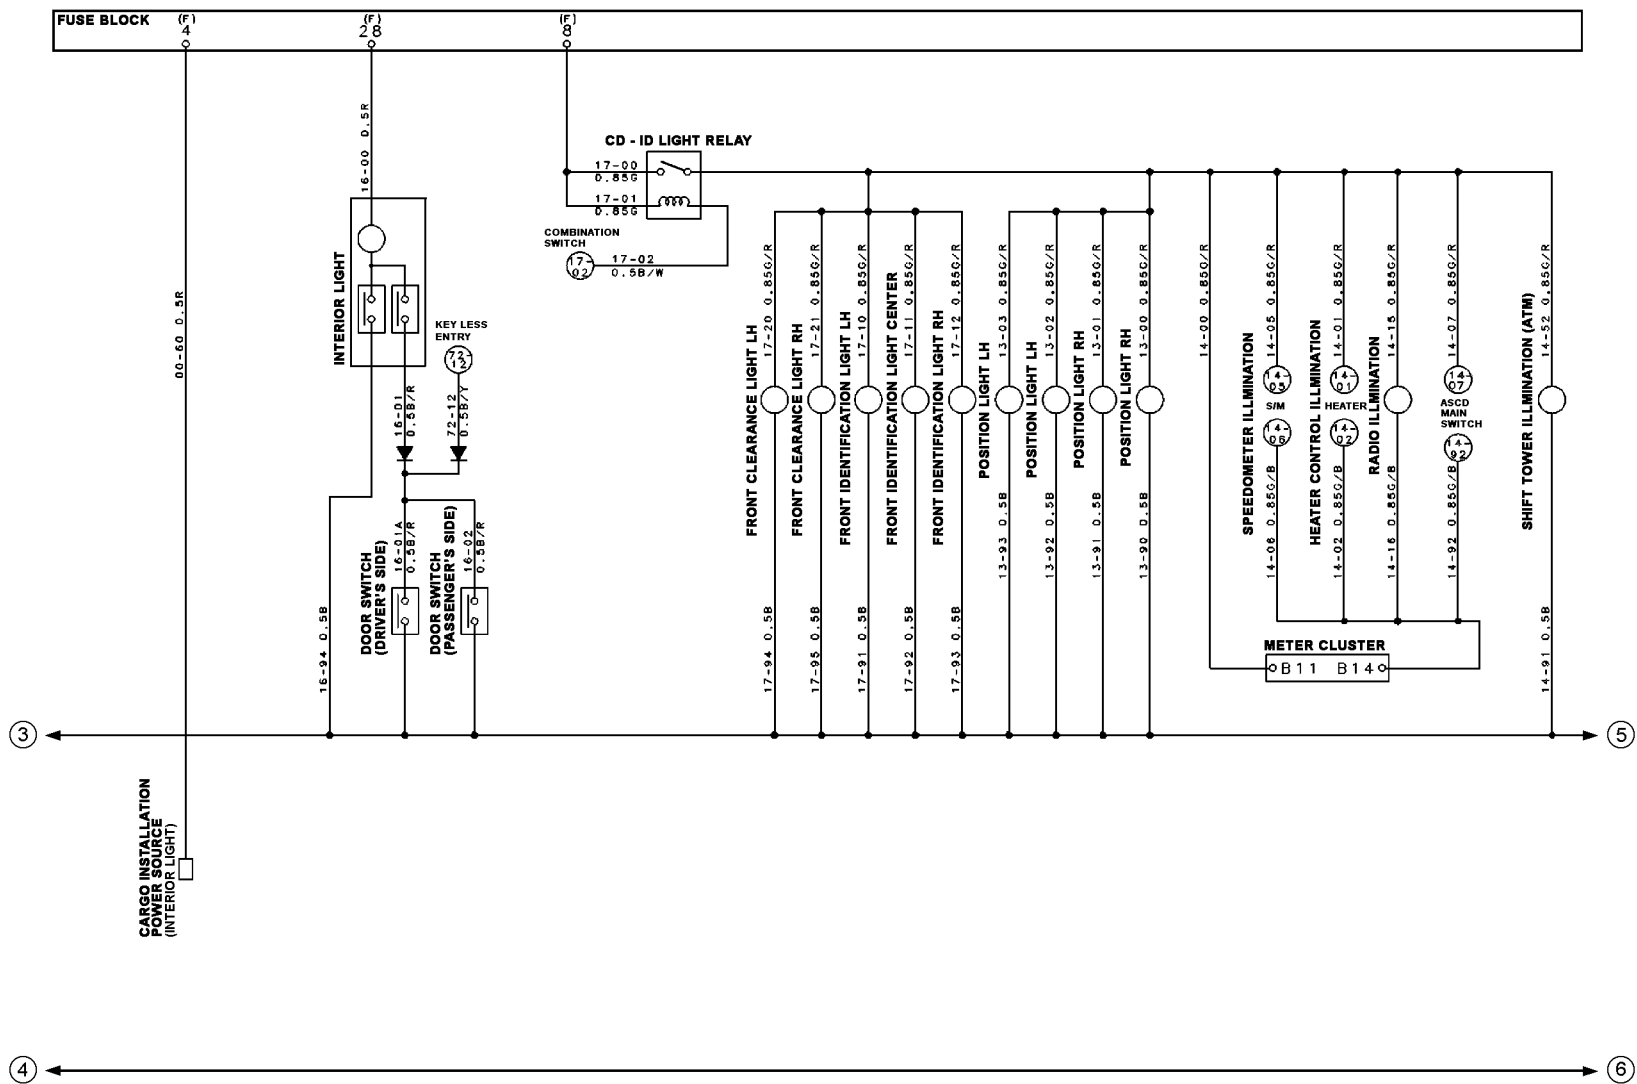 FUSE BLOCK
(F)
4
(F)
28
(F)
8
00-60 0.5R
16-00 0.5R
INTERIOR LIGHT
KEY LESS
ENTRY
72-
12
16-01
0.5B/R
72-12
0.5B/Y
16-01A
0.5B/R
16-02
0.5B/R
DOOR SWITCH
(DRIVER'S SIDE)
DOOR SWITCH
(PASSENGER'S SIDE)
16-94 0.5B
CD - ID LIGHT RELAY
17-00
0.85G
17-01
0.85G
COMBINATION
SWITCH
17-
02
17-02
0.5B/W
FRONT CLEARANCE LIGHT LH
17-20 0.85G/R
17-94 0.5B
FRONT CLEARANCE LIGHT RH
17-21 0.85G/R
17-95 0.5B
FRONT IDENTIFICATION LIGHT LH
17-10 0.85G/R
17-91 0.5B
FRONT IDENTIFICATION LIGHT CENTER
17-11 0.85G/R
17-92 0.5B
FRONT IDENTIFICATION LIGHT RH
17-12 0.85G/R
17-93 0.5B
POSITION LIGHT LH
13-03 0.85G/R
13-93 0.5B
POSITION LIGHT LH
13-02 0.85G/R
13-92 0.5B
POSITION LIGHT RH
13-01 0.85G/R
13-91 0.5B
POSITION LIGHT RH
13-00 0.85G/R
13-90 0.5B
14-00 0.85G/R
SPEEDOMETER ILLMINATION
14-05 0.85G/R
14-
05
S/M
14-
06
14-06 0.85G/B
HEATER CONTROL ILLMINATION
14-01 0.85G/R
14-
01
HEATER
14-
02
14-02 0.85G/B
RADIO ILLMINATION
14-15 0.85G/R
14-16 0.85G/B
14-07 0.85G/R
14-
07
ASCD
MAIN
SWITCH
14-
92
14-92 0.85G/B
SHIFT TOWER ILLMINATION (ATM)
14-52 0.85G/R
14-91 0.5B
METER CLUSTER
B11 B14
3
5
CARGO INSTALLATION
POWER SOURCE
(INTERIOR LIGHT)
4
6